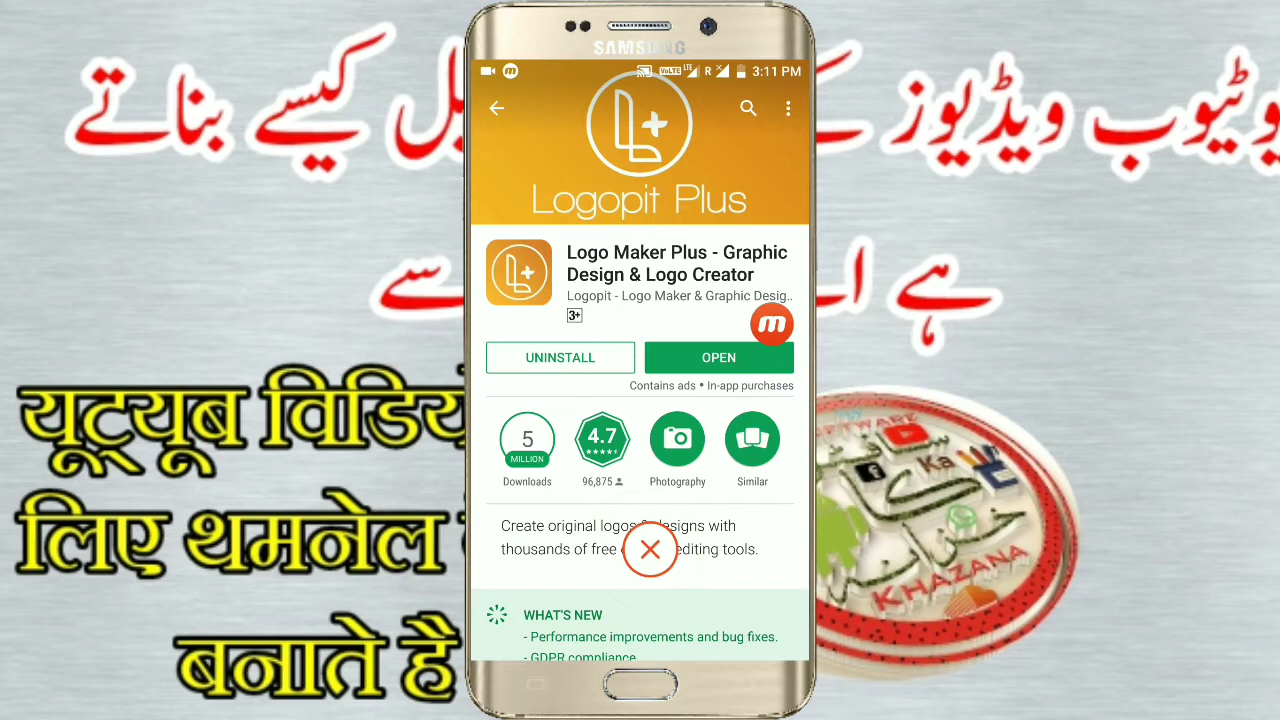 SAMSUNG
3:11 PM
Logopit Plus
Logo Maker Plus - Graphic
Design & Logo Creator
Logopit - Logo Maker & Graphic Desig..
3+
UNINSTALL
OPEN
Contains ads • In-app purchases
5
MILLION
4.7
Downloads
96,875
Photography
Similar
Create original logos & designs with
thousands of free editing tools.
WHAT'S NEW
- Performance improvements and bug fixes.
- GDPR compliance
ویڈیوز
کیسے بناتے
ہے
سے
यूट्यूब
लिए थमनेल
बनाते है
Ka
KHAZANA